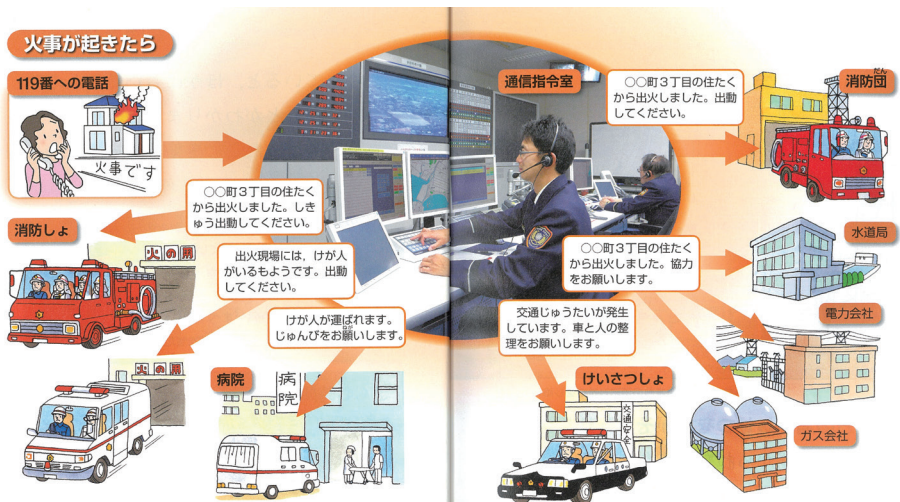 火事が起きたら
119番への電話
火事です
通信指令室
○○町3丁目の住たく
から出火しました。出動
してください。
消防団
だん
○○町3丁目の住たく
から出火しました。しき
ゅう出動してください。
消防しょ
火の用
出火現場には、けが人
がいるもようです。出動
してください。
火の用
けが人が運ばれます。
じゅんびをお願いします。
病院
病院
○○町3丁目の住たく
から出火しました。協力
をお願いします。
水道局
電力会社
ガス会社
交通じゅうたいが発生
しています。車と人の整
理をお願いします。
けいさつしょ
交通安全